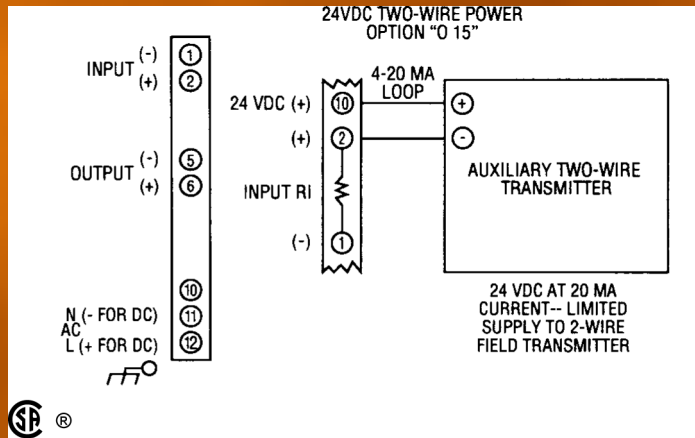 24VDC TWO-WIRE POWER
OPTION "O 15"
INPUT (-) 1
(+) 2
OUTPUT (-) 5
(+) 6
10
N (- FOR DC) 11
AC
L (+ FOR DC) 12
4-20 MA
LOOP
24 VDC (+) 10
(+) 2
INPUT RI
(-) 1
+
-
AUXILIARY TWO-WIRE
TRANSMITTER
24 VDC AT 20 MA
CURRENT-- LIMITED
SUPPLY TO 2-WIRE
FIELD TRANSMITTER
SA ®